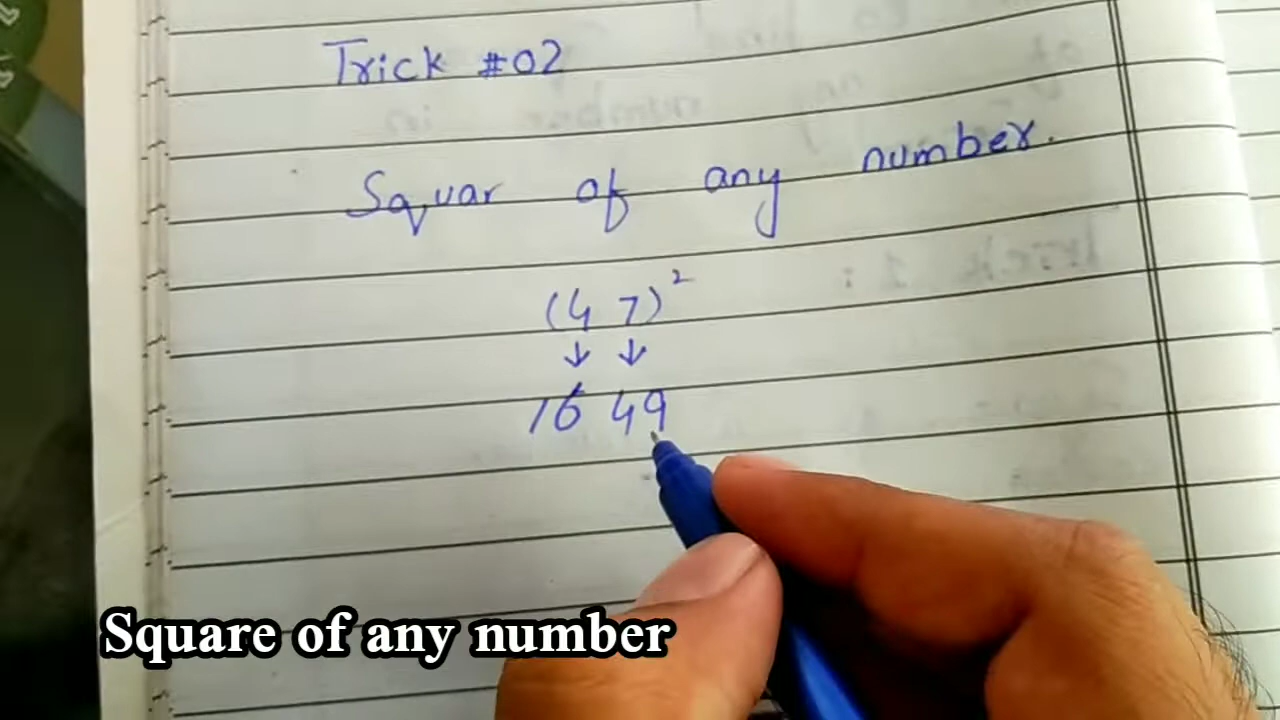 Trick #02
Squar of any number.
(47)²
↓ ↓
16 49
Square of any number